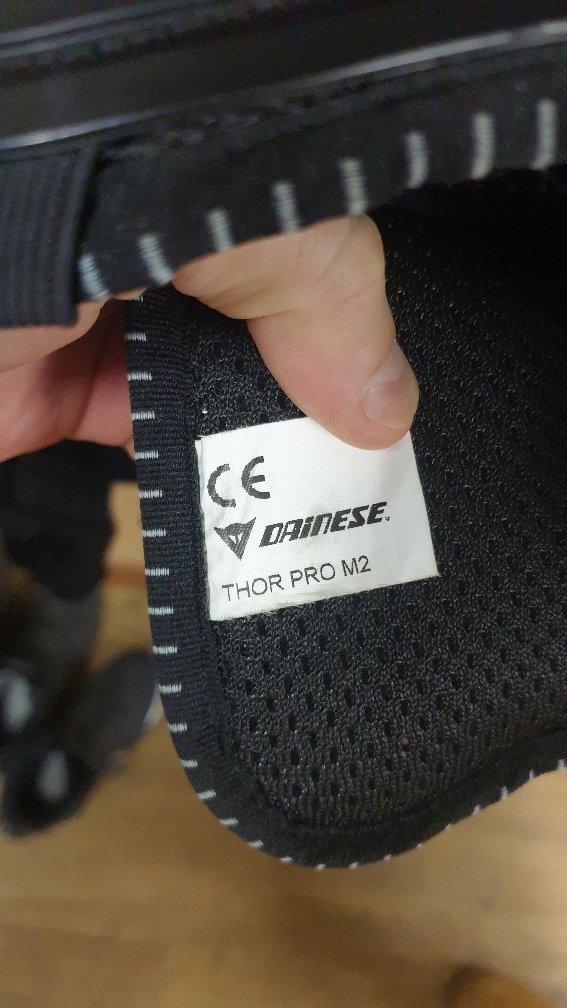 CE
DAINESE
THOR PRO M2